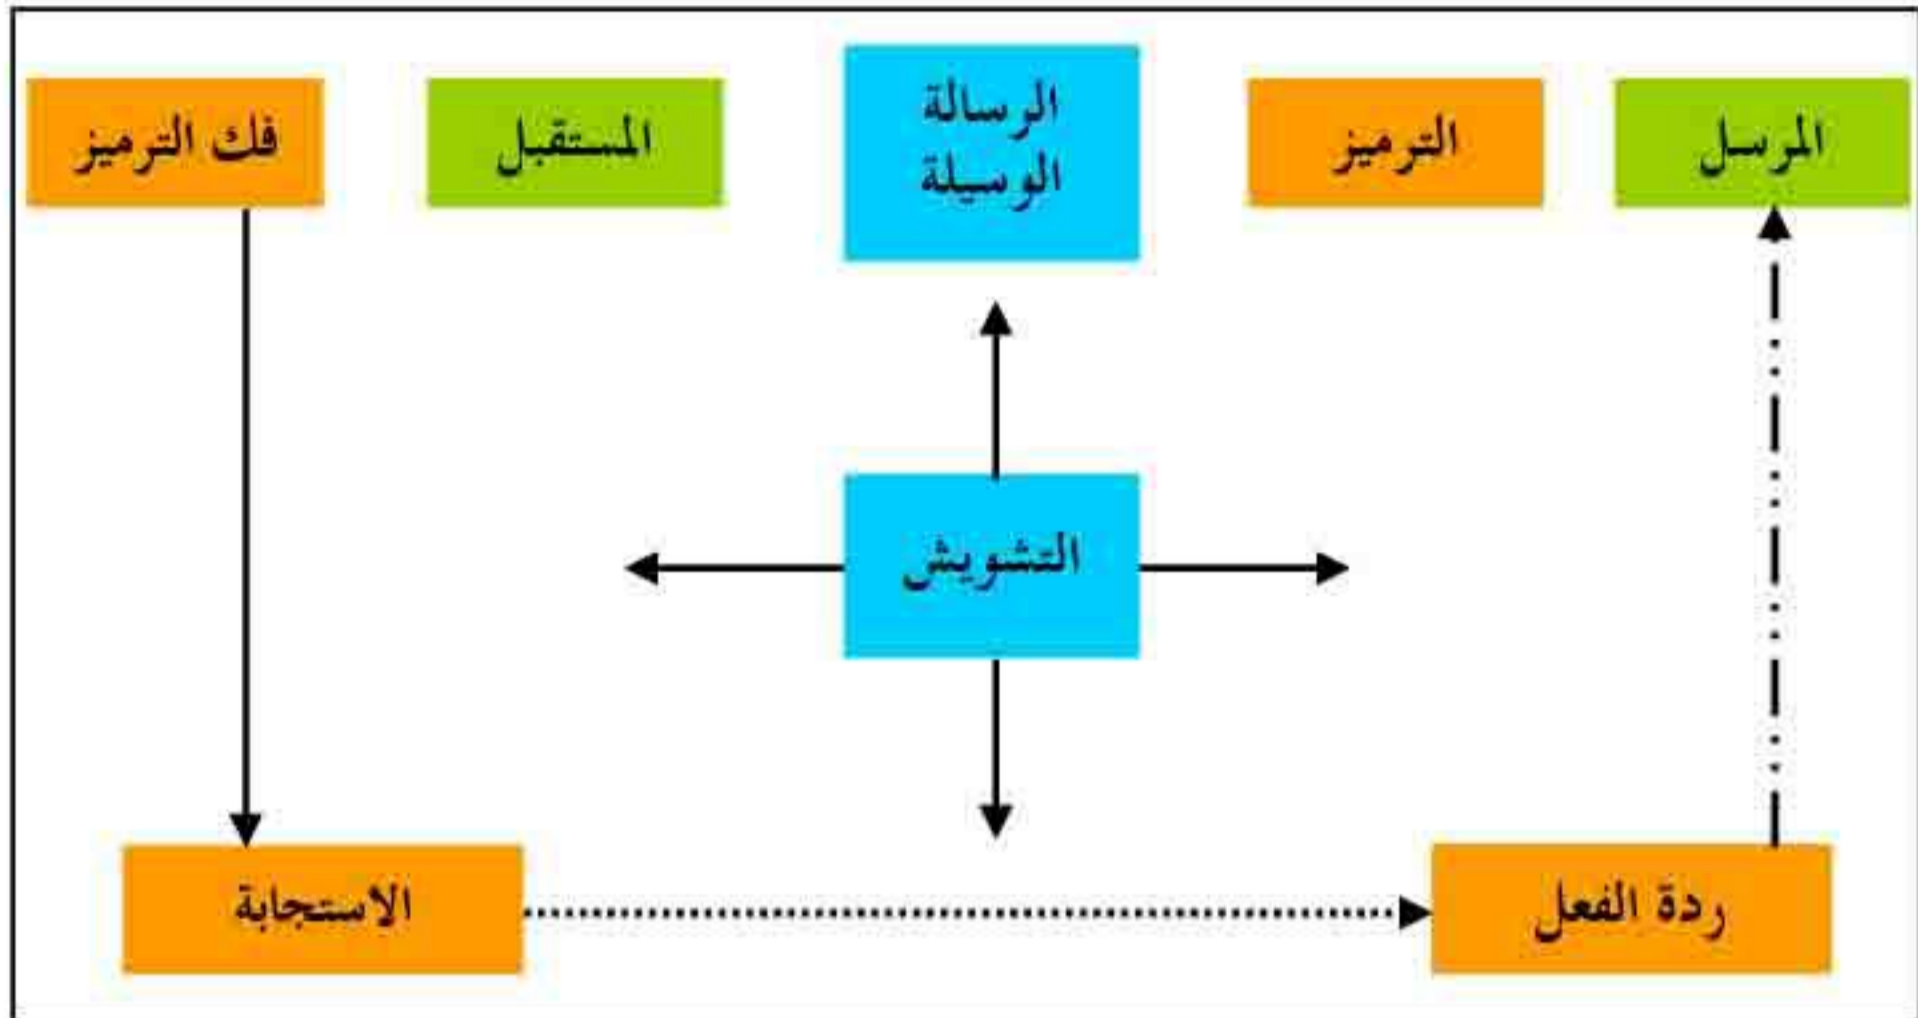 المرسل
الترميز
الرسالة
الوسيلة
المستقبل
فك الترميز
التشويش
ردة الفعل
الاستجابة